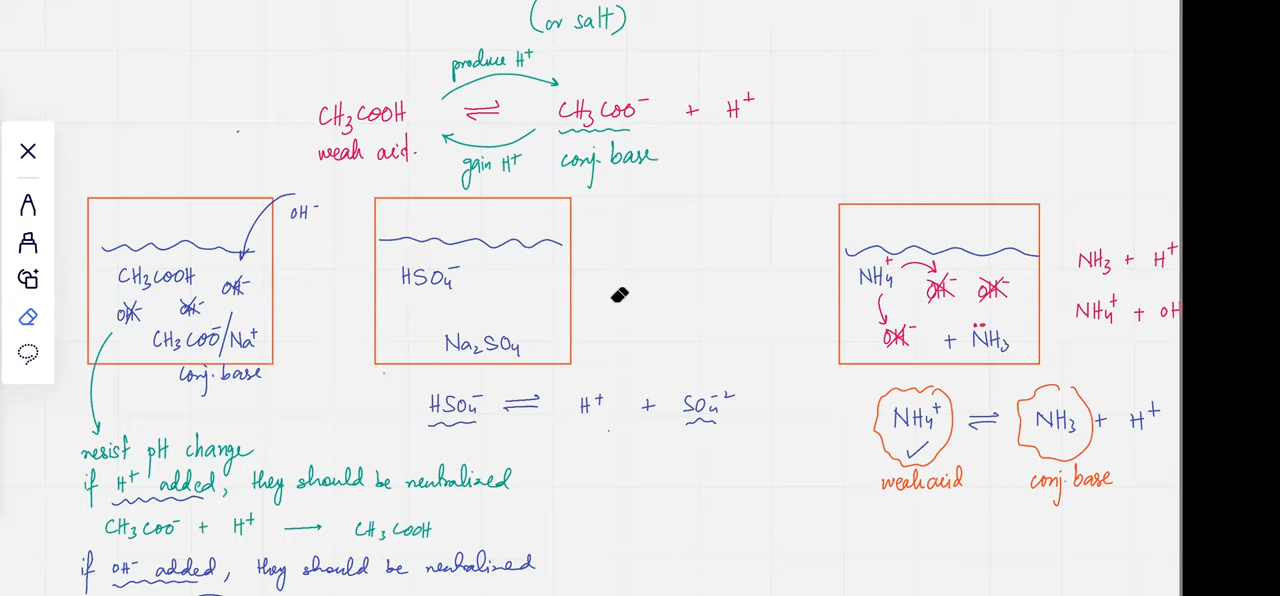 (or salt)
produce H⁺
CH₃COOH ⇌ CH₃COO⁻ + H⁺
weak aid.
gain H⁺
conj. base
OH⁻
CH₃COOH
OH⁻
OH⁻ OH⁻
CH₃COO⁻/Na⁺
conj. base
HSO₄⁻
Na₂SO₄
HSO₄⁻ ⇌ H⁺ + SO₄⁻²
NH₄⁺
OH⁻ OH⁻
OH⁻ + N̈H₃
NH₃ + H⁺
NH₄⁺ + OH
NH₄⁺ ⇌ NH₃ + H⁺
weak acid
conj. base
resist pH change
if H⁺ added, they should be neutralized
CH₃COO⁻ + H⁺ ⟶ CH₃COOH
if OH⁻ added, they should be neutralized